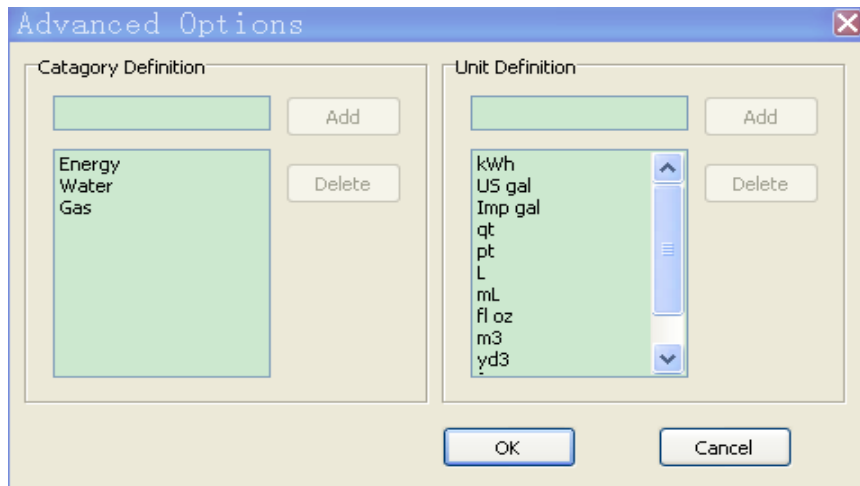 Advanced Options
Catagory Definition
Add
Energy
Water
Gas
Delete
Unit Definition
Add
kWh
US gal
Imp gal
qt
pt
L
mL
fl oz
m3
yd3
Delete
OK
Cancel